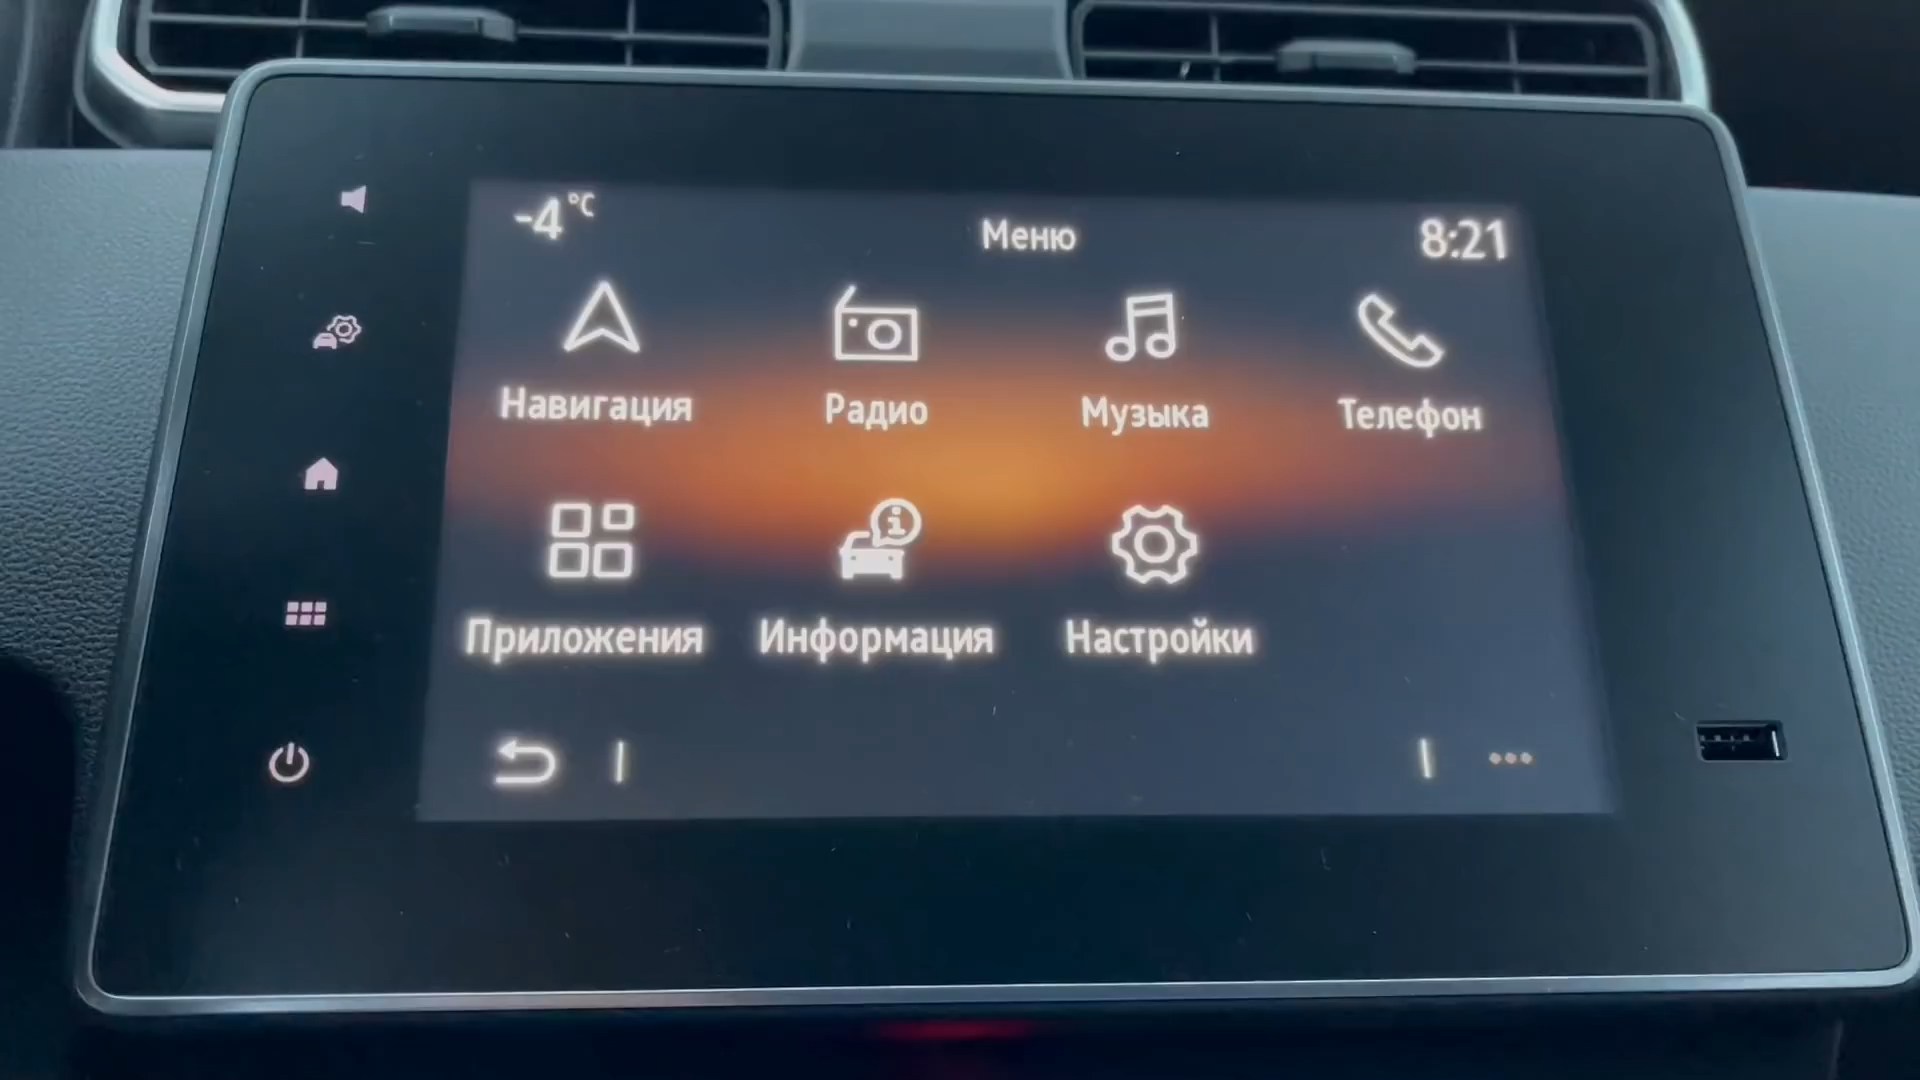 -4°C
Меню
8:21
Навигация
Радио
Музыка
Телефон
Приложения
Информация
Настройки